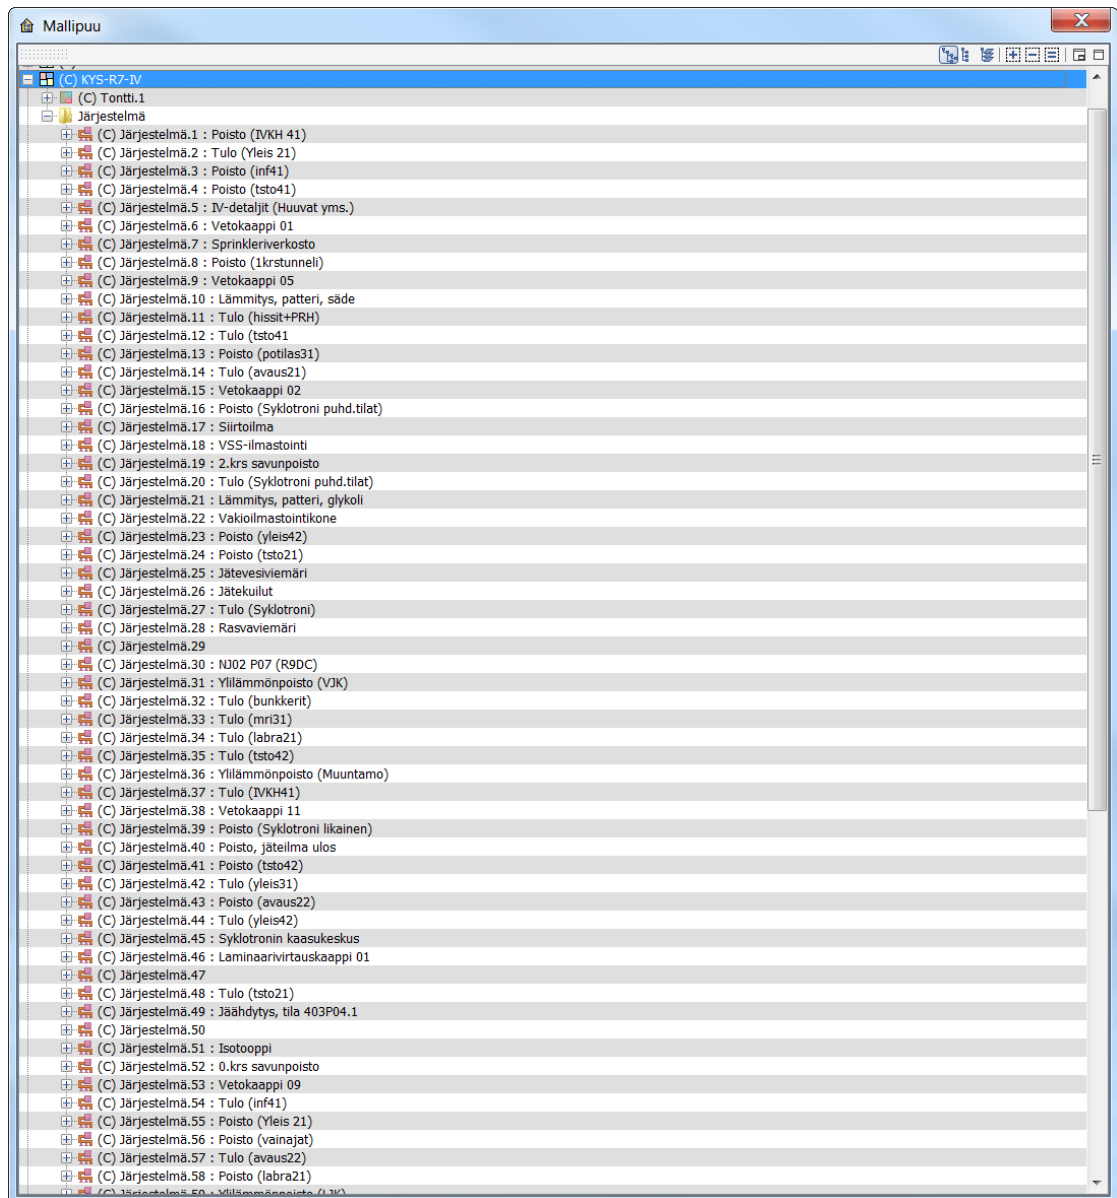 Mallipuu
(C) KYS-R7-IV
(C) Tontti.1
Järjestelmä
(C) Järjestelmä.1 : Poisto (IVKH 41)
(C) Järjestelmä.2 : Tulo (Yleis 21)
(C) Järjestelmä.3 : Poisto (inf41)
(C) Järjestelmä.4 : Poisto (tsto41)
(C) Järjestelmä.5 : IV-detaljit (Huuvat yms.)
(C) Järjestelmä.6 : Vetokaappi 01
(C) Järjestelmä.7 : Sprinkleriverkosto
(C) Järjestelmä.8 : Poisto (1krstunneli)
(C) Järjestelmä.9 : Vetokaappi 05
(C) Järjestelmä.10 : Lämmitys, patteri, säde
(C) Järjestelmä.11 : Tulo (hissit+PRH)
(C) Järjestelmä.12 : Tulo (tsto41
(C) Järjestelmä.13 : Poisto (potilas31)
(C) Järjestelmä.14 : Tulo (avaus21)
(C) Järjestelmä.15 : Vetokaappi 02
(C) Järjestelmä.16 : Poisto (Syklotroni puhd.tilat)
(C) Järjestelmä.17 : Siirtoilma
(C) Järjestelmä.18 : VSS-ilmastointi
(C) Järjestelmä.19 : 2.krs savunpoisto
(C) Järjestelmä.20 : Tulo (Syklotroni puhd.tilat)
(C) Järjestelmä.21 : Lämmitys, patteri, glykoli
(C) Järjestelmä.22 : Vakioilmastointikone
(C) Järjestelmä.23 : Poisto (yleis42)
(C) Järjestelmä.24 : Poisto (tsto21)
(C) Järjestelmä.25 : Jätevesiviemäri
(C) Järjestelmä.26 : Jätekuilut
(C) Järjestelmä.27 : Tulo (Syklotroni)
(C) Järjestelmä.28 : Rasvaviemäri
(C) Järjestelmä.29
(C) Järjestelmä.30 : NJ02 P07 (R9DC)
(C) Järjestelmä.31 : Ylilämmönpoisto (VJK)
(C) Järjestelmä.32 : Tulo (bunkkerit)
(C) Järjestelmä.33 : Tulo (mri31)
(C) Järjestelmä.34 : Tulo (labra21)
(C) Järjestelmä.35 : Tulo (tsto42)
(C) Järjestelmä.36 : Ylilämmönpoisto (Muuntamo)
(C) Järjestelmä.37 : Tulo (IVKH41)
(C) Järjestelmä.38 : Vetokaappi 11
(C) Järjestelmä.39 : Poisto (Syklotroni likainen)
(C) Järjestelmä.40 : Poisto, jäteilma ulos
(C) Järjestelmä.41 : Poisto (tsto42)
(C) Järjestelmä.42 : Tulo (yleis31)
(C) Järjestelmä.43 : Poisto (avaus22)
(C) Järjestelmä.44 : Tulo (yleis42)
(C) Järjestelmä.45 : Syklotronin kaasukeskus
(C) Järjestelmä.46 : Laminaarivirtauskaappi 01
(C) Järjestelmä.47
(C) Järjestelmä.48 : Tulo (tsto21)
(C) Järjestelmä.49 : Jäähdytys, tila 403P04.1
(C) Järjestelmä.50
(C) Järjestelmä.51 : Isotooppi
(C) Järjestelmä.52 : 0.krs savunpoisto
(C) Järjestelmä.53 : Vetokaappi 09
(C) Järjestelmä.54 : Tulo (inf41)
(C) Järjestelmä.55 : Poisto (Yleis 21)
(C) Järjestelmä.56 : Poisto (vainajat)
(C) Järjestelmä.57 : Tulo (avaus22)
(C) Järjestelmä.58 : Poisto (labra21)
(C) Järjestelmä.59 : Ylilämmönpoisto (LJK)